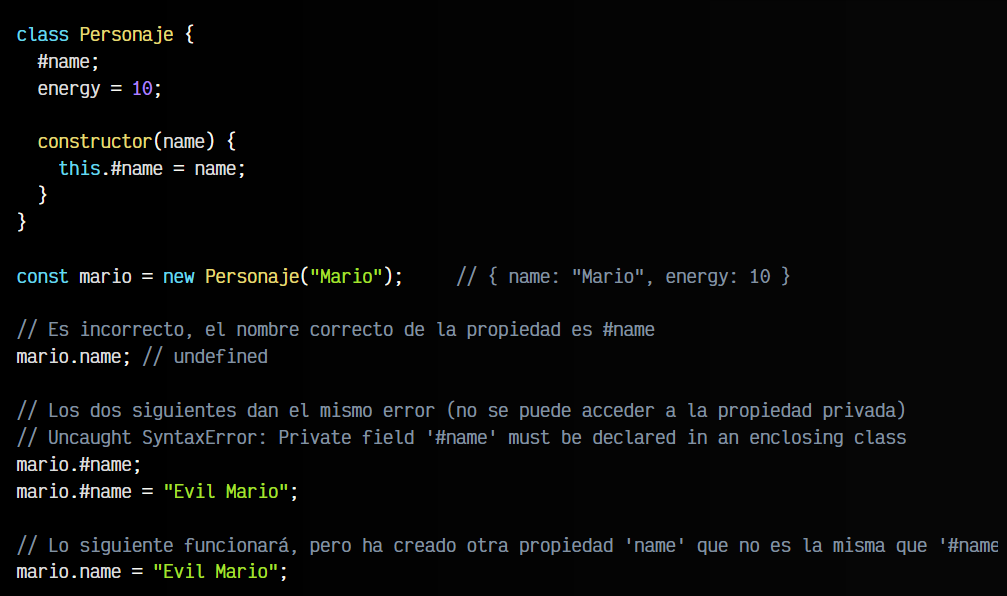 class Personaje {
  #name;
  energy = 10;

  constructor(name) {
    this.#name = name;
  }
}

const mario = new Personaje("Mario");     // { name: "Mario", energy: 10 }

// Es incorrecto, el nombre correcto de la propiedad es #name
mario.name; // undefined

// Los dos siguientes dan el mismo error (no se puede acceder a la propiedad privada)
// Uncaught SyntaxError: Private field '#name' must be declared in an enclosing class
mario.#name;
mario.#name = "Evil Mario";

// Lo siguiente funcionará, pero ha creado otra propiedad 'name' que no es la misma que '#name
mario.name = "Evil Mario";